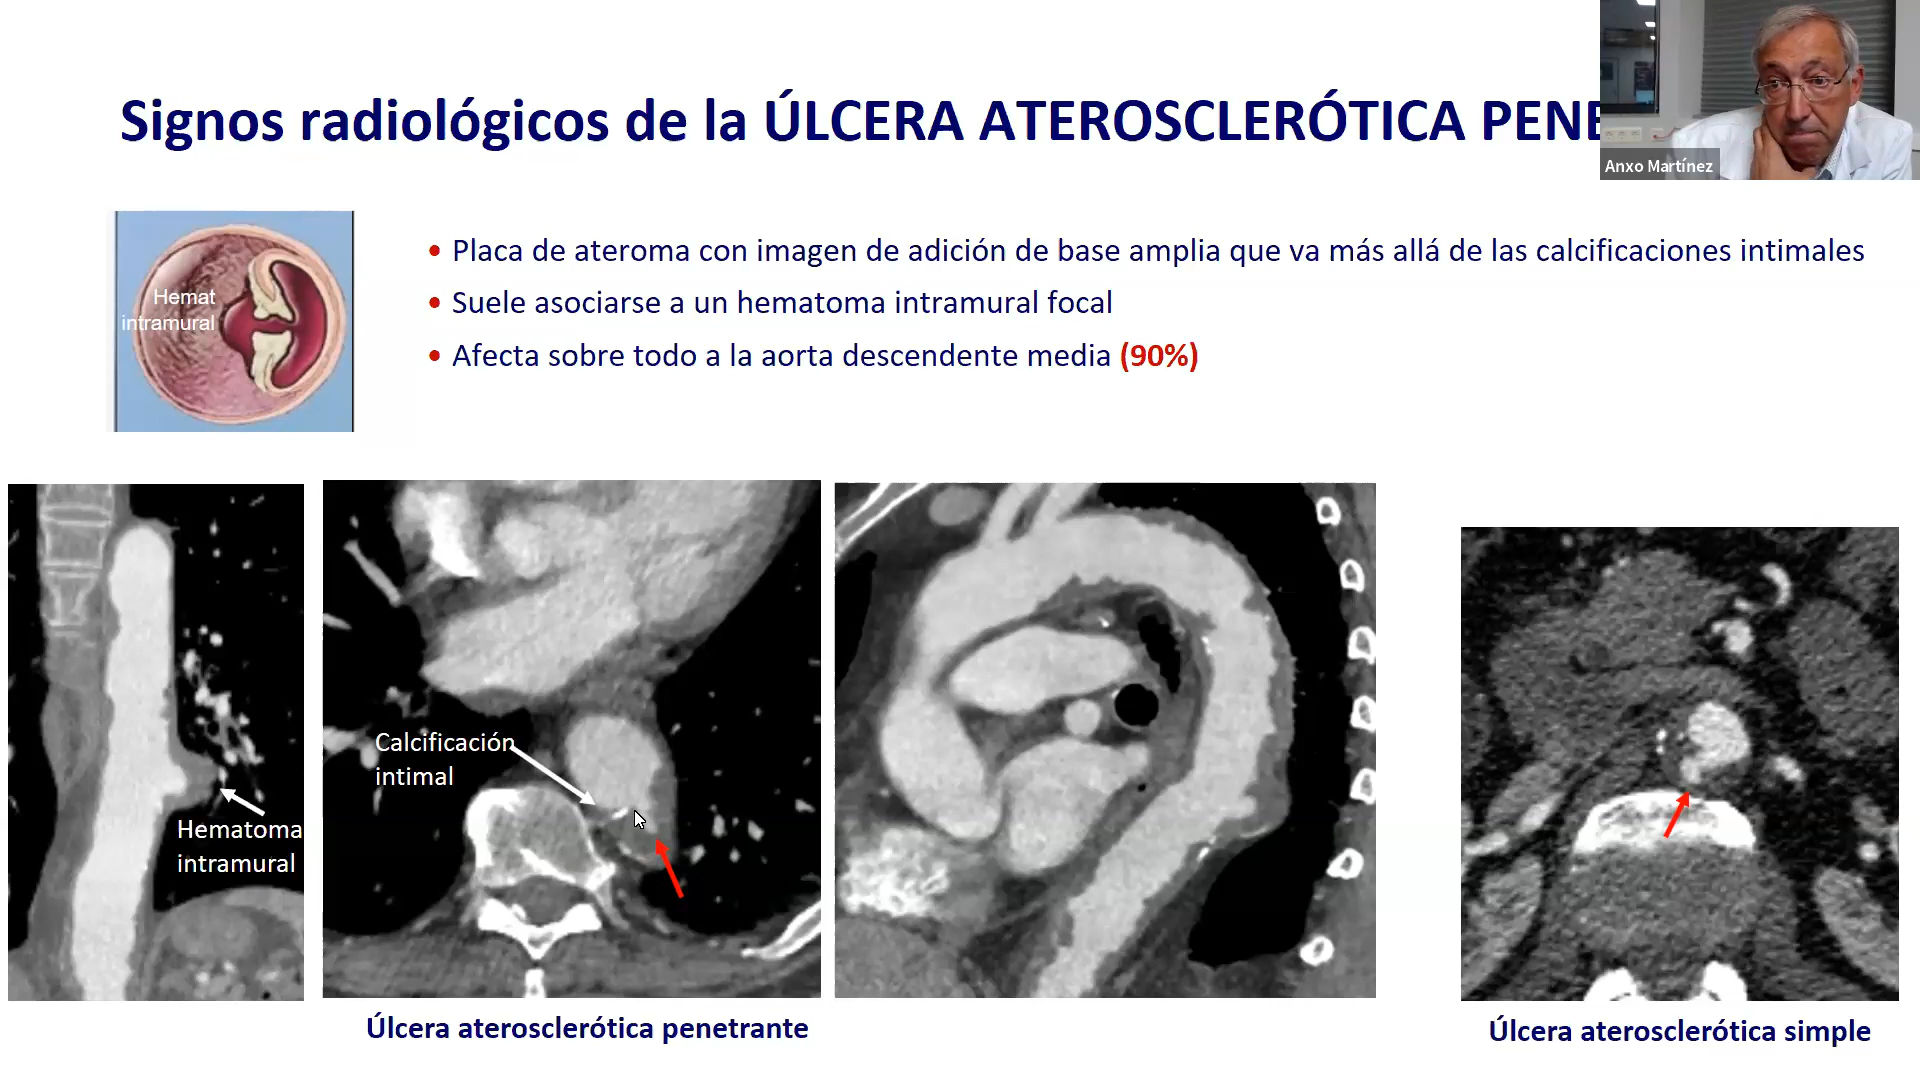 Signos radiológicos de la ÚLCERA ATEROSCLERÓTICA PENE
Anxo Martínez
Hemat
intramural
• Placa de ateroma con imagen de adición de base amplia que va más allá de las calcificaciones intimales
• Suele asociarse a un hematoma intramural focal
• Afecta sobre todo a la aorta descendente media (90%)
Hematoma
intramural
Calcificación
intimal
Úlcera aterosclerótica penetrante
Úlcera aterosclerótica simple